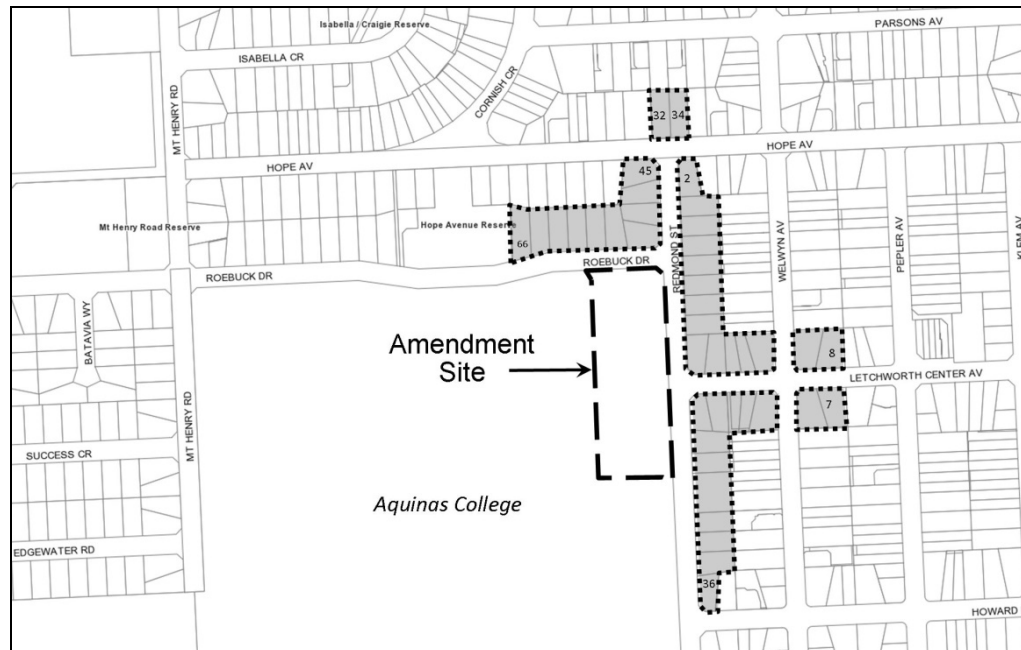 Isabella / Craigie Reserve
PARSONS AV
ISABELLA CR
MT HENRY RD
CORNISH CR
32 34
HOPE AV
HOPE AV
45
2
Hope Avenue Reserve
Mt Henry Road Reserve
66
REDMOND ST
WELWYN AV
PEPLER AV
KLEM AV
ROEBUCK DR
ROEBUCK DR
BATAVIA WY
Amendment
Site
8
LETCHWORTH CENTER AV
7
MT HENRY RD
SUCCESS CR
Aquinas College
EDGEWATER RD
36
HOWARD